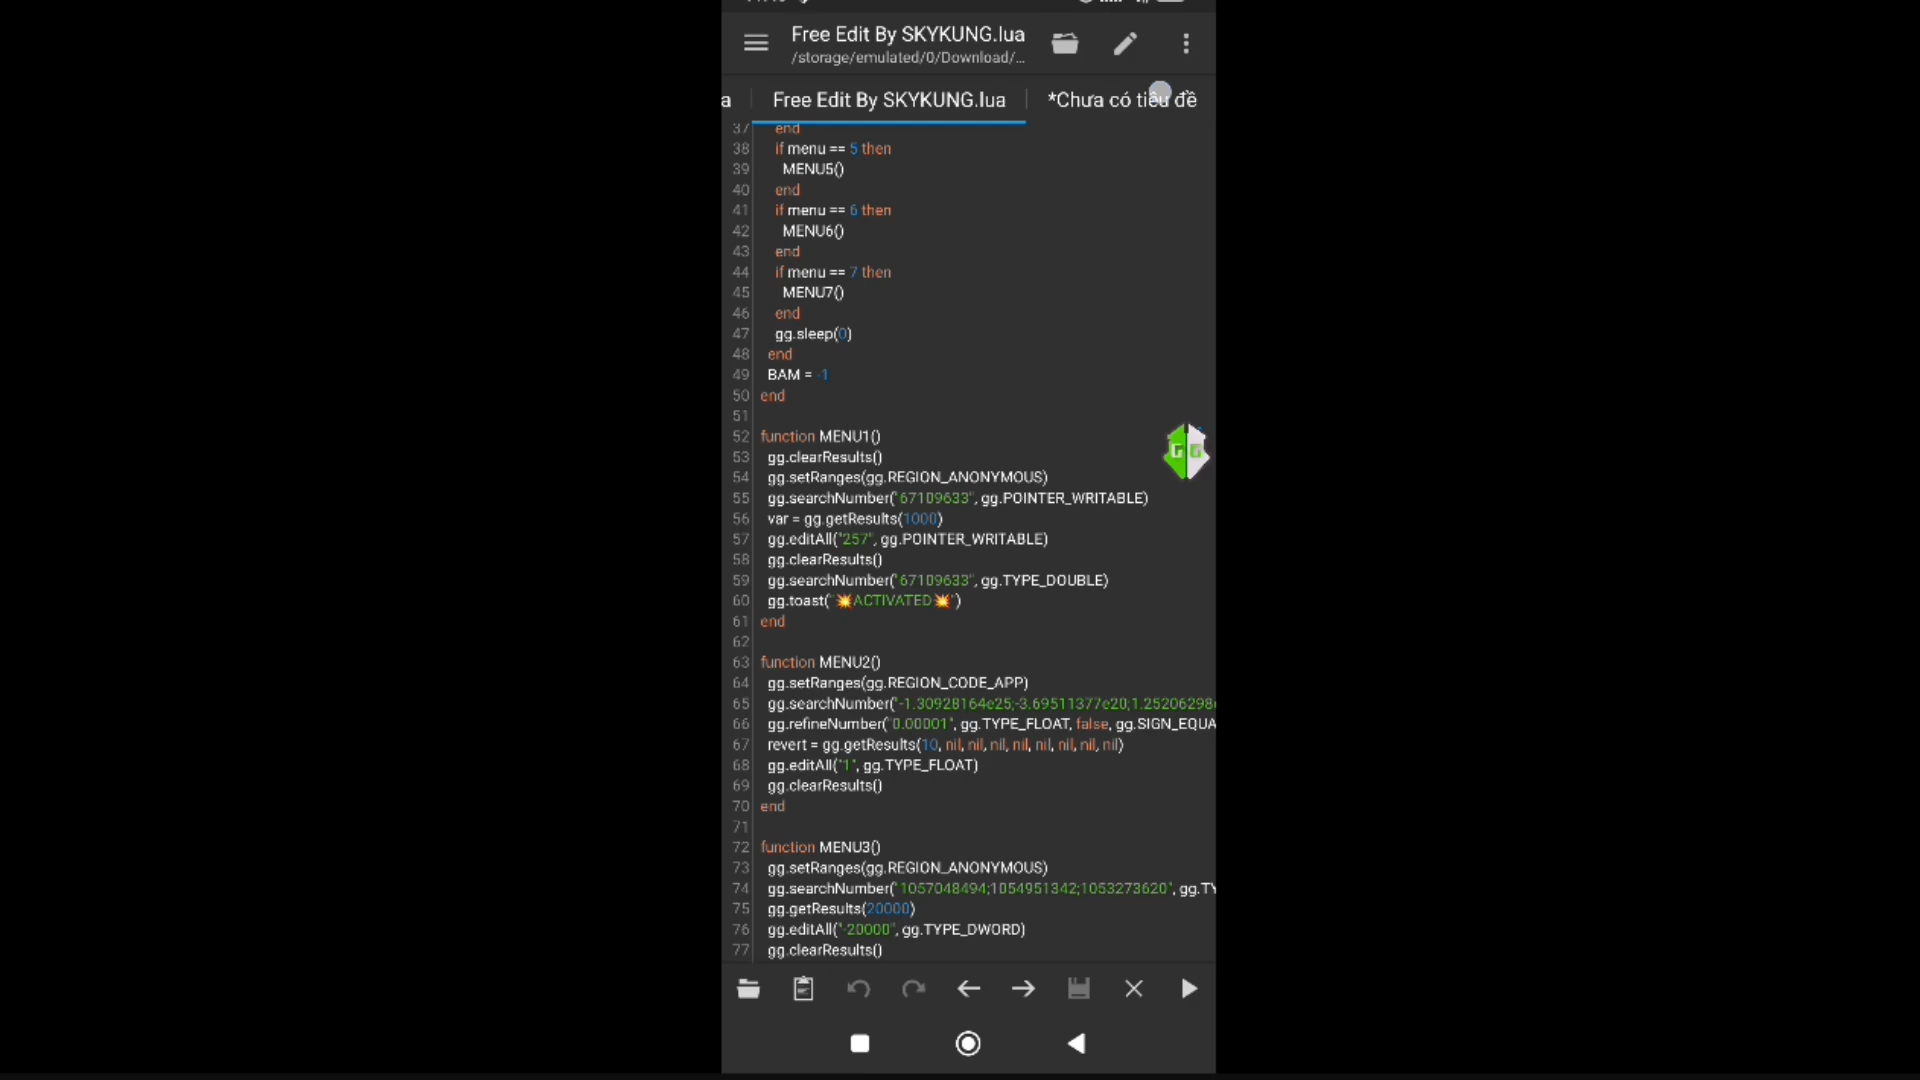 Free Edit By SKYKUNG.lua
/storage/emulated/0/Download/...
a
Free Edit By SKYKUNG.lua
*Chưa có tiêu đề
37 end
38 if menu == 5 then
39 MENU5()
40 end
41 if menu == 6 then
42 MENU6()
43 end
44 if menu == 7 then
45 MENU7()
46 end
47 gg.sleep(0)
48 end
49 BAM = -1
50 end
51
52 function MENU1()
53 gg.clearResults()
54 gg.setRanges(gg.REGION_ANONYMOUS)
55 gg.searchNumber("67109633", gg.POINTER_WRITABLE)
56 var = gg.getResults(1000)
57 gg.editAll("257", gg.POINTER_WRITABLE)
58 gg.clearResults()
59 gg.searchNumber("67109633", gg.TYPE_DOUBLE)
60 gg.toast("💥ACTIVATED💥")
61 end
62
63 function MENU2()
64 gg.setRanges(gg.REGION_CODE_APP)
65 gg.searchNumber("-1.30928164e25;-3.69511377e20;1.25206298
66 gg.refineNumber("0.00001", gg.TYPE_FLOAT, false, gg.SIGN_EQUA
67 revert = gg.getResults(10, nil, nil, nil, nil, nil, nil, nil, nil)
68 gg.editAll("1", gg.TYPE_FLOAT)
69 gg.clearResults()
70 end
71
72 function MENU3()
73 gg.setRanges(gg.REGION_ANONYMOUS)
74 gg.searchNumber("1057048494;1054951342;1053273620", gg.TY
75 gg.getResults(20000)
76 gg.editAll("-20000", gg.TYPE_DWORD)
77 gg.clearResults()
G G